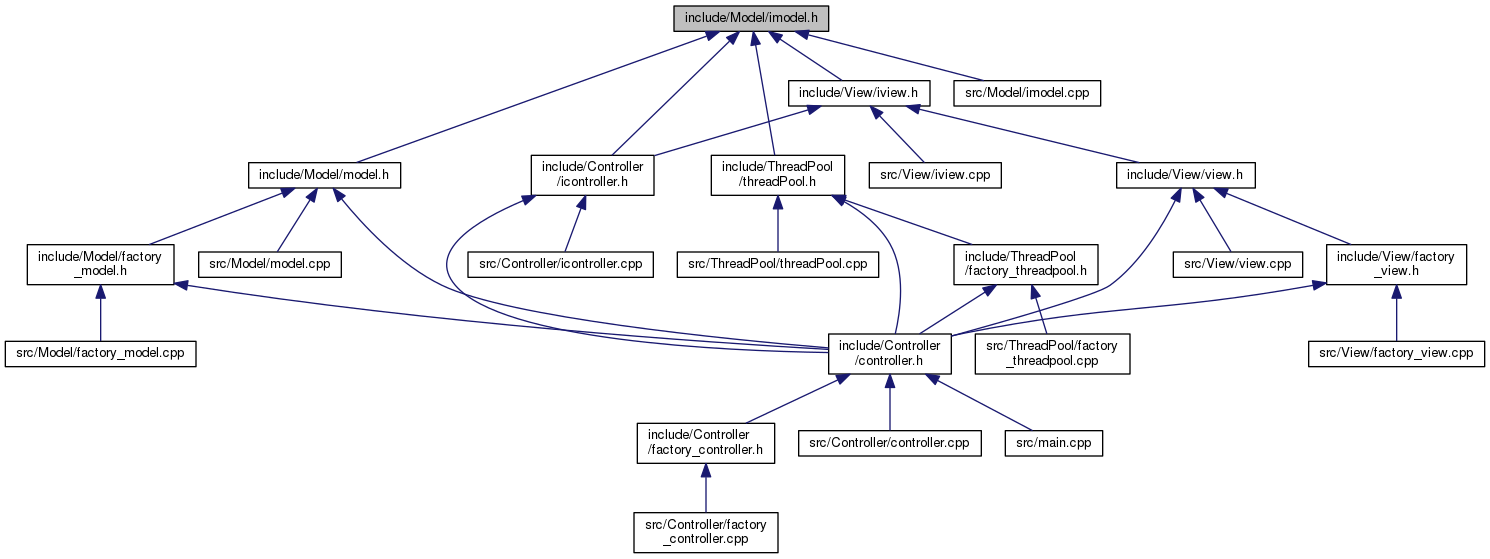 include/Model/imodel.h
include/View/iview.h
src/Model/imodel.cpp
include/Model/model.h
include/Controller
/icontroller.h
include/ThreadPool
/threadPool.h
src/View/iview.cpp
include/View/view.h
include/Model/factory
_model.h
src/Model/model.cpp
src/Controller/icontroller.cpp
src/ThreadPool/threadPool.cpp
include/ThreadPool
/factory_threadpool.h
src/View/view.cpp
include/View/factory
_view.h
src/Model/factory_model.cpp
include/Controller
/controller.h
src/ThreadPool/factory
_threadpool.cpp
src/View/factory_view.cpp
include/Controller
/factory_controller.h
src/Controller/controller.cpp
src/main.cpp
src/Controller/factory
_controller.cpp